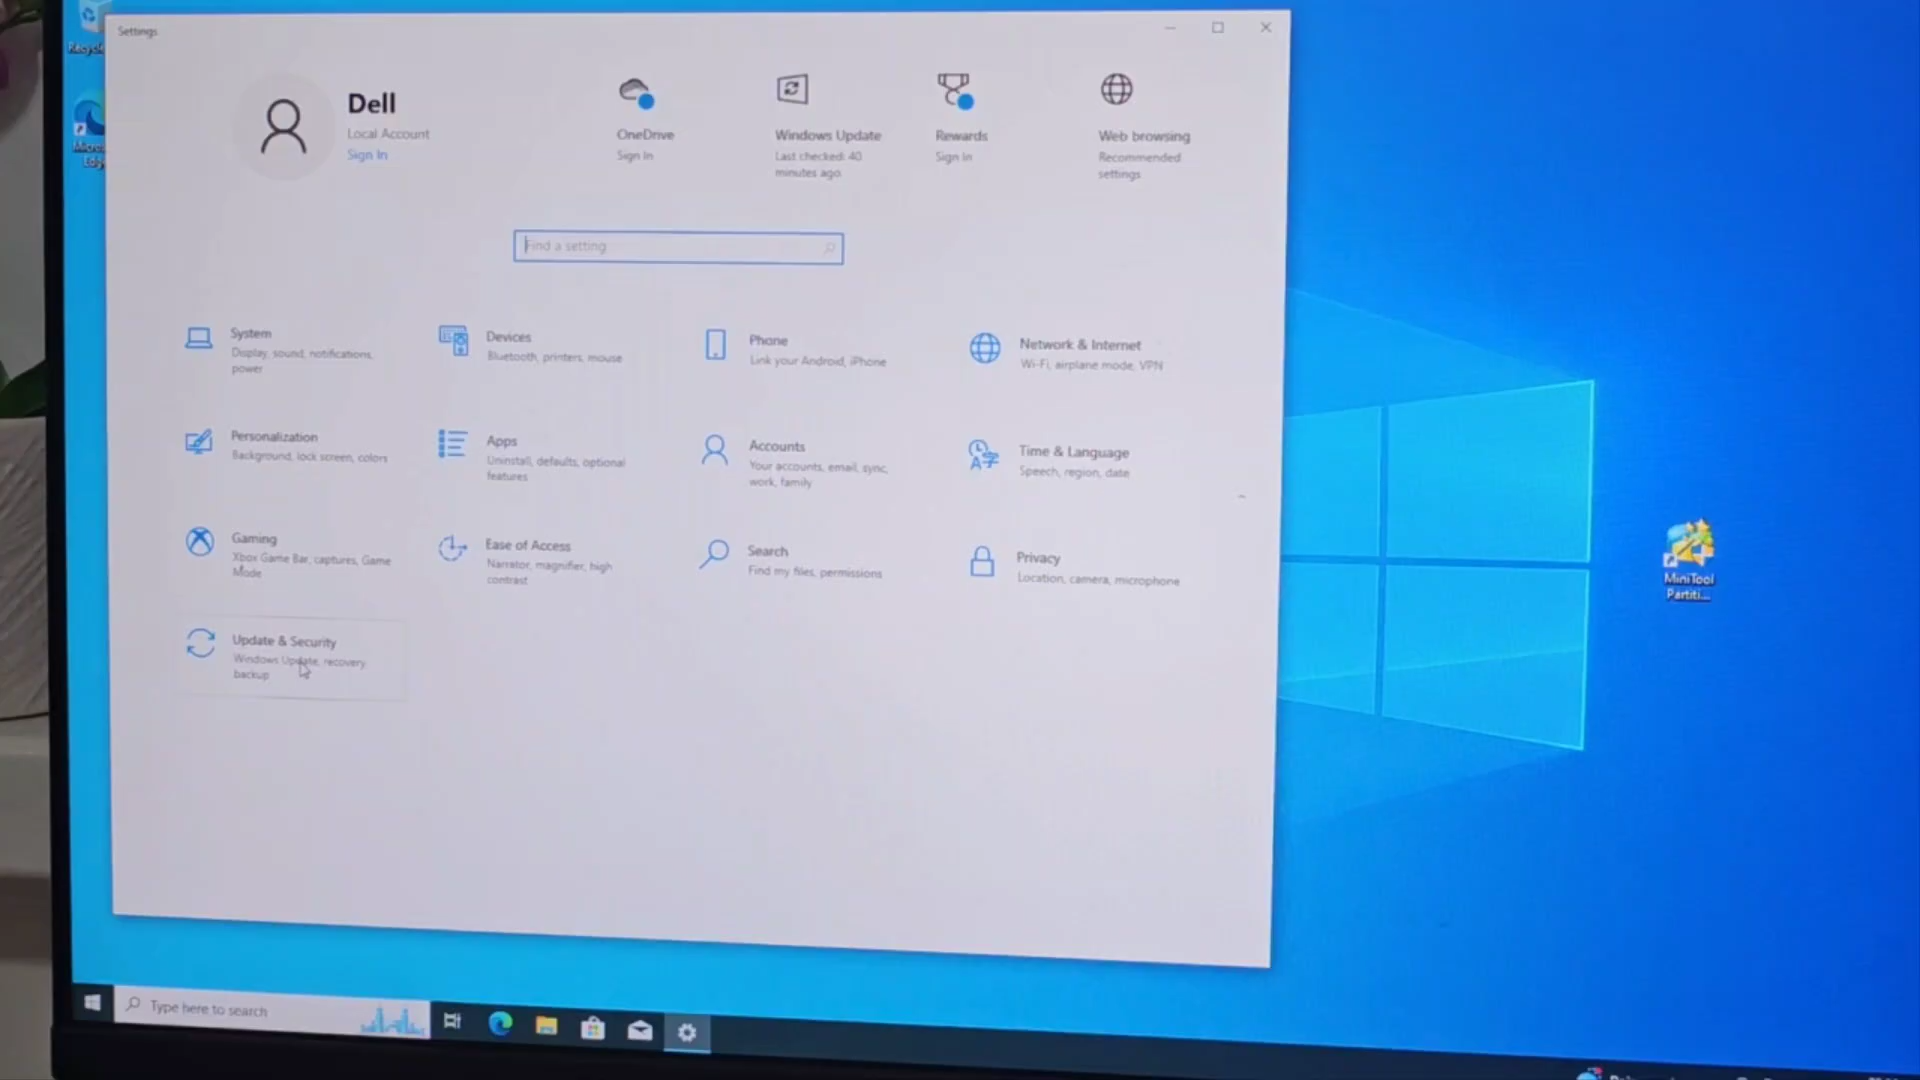 Settings
Dell
Local Account
Sign In
OneDrive
Sign In
Windows Update
Last checked: 40
minutes ago
Rewards
Sign In
Web browsing
Recommended
settings
Find a setting
System
Display, sound, notifications,
power
Devices
Bluetooth, printers, mouse
Phone
Link your Android, iPhone
Network & Internet
Wi-Fi, airplane mode, VPN
Personalization
Background, lock screen, colors
Apps
Uninstall, defaults, optional
features
Accounts
Your accounts, email, sync,
work, family
Time & Language
Speech, region, date
Gaming
Xbox Game Bar, captures, Game
Mode
Ease of Access
Narrator, magnifier, high
contrast
Search
Find my files, permissions
Privacy
Location, camera, microphone
Update & Security
Windows Update, recovery
backup
Recycle
Edge
MiniTool
Partiti...
Type here to search